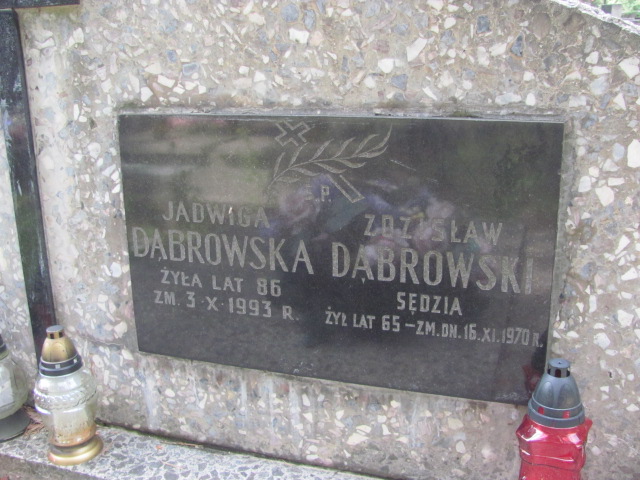 Ś.P.
JADWIGA
DĄBROWSKA
ŻYŁA LAT 86
ZM. 3·X·1993 R.
ZDZISŁAW
DĄBROWSKI
SĘDZIA
ŻYŁ LAT 65 – ZM. DN. 16.XI.1970 R.